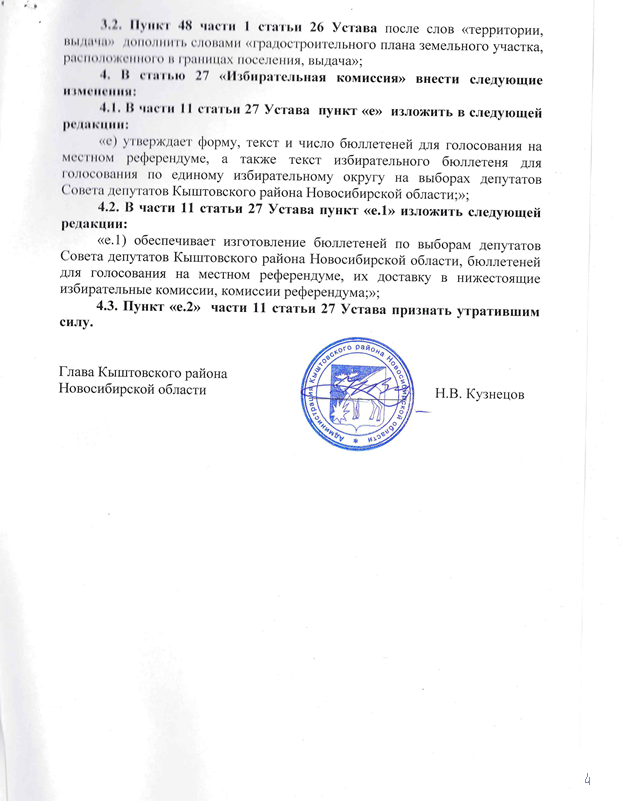 3.2. Пункт 48 части 1 статьи 26 Устава после слов «территории,
выдача» дополнить словами «градостроительного плана земельного участка,
расположенного в границах поселения, выдача»;
4. В статью 27 «Избирательная комиссия» внести следующие
изменения:
4.1. В части 11 статьи 27 Устава пункт «е» изложить в следующей
редакции:
«е) утверждает форму, текст и число бюллетеней для голосования на
местном референдуме, а также текст избирательного бюллетеня для
голосования по единому избирательному округу на выборах депутатов
Совета депутатов Кыштовского района Новосибирской области;»;
4.2. В части 11 статьи 27 Устава пункт «е.1» изложить следующей
редакции:
«е.1) обеспечивает изготовление бюллетеней по выборам депутатов
Совета депутатов Кыштовского района Новосибирской области, бюллетеней
для голосования на местном референдуме, их доставку в нижестоящие
избирательные комиссии, комиссии референдума;»;
4.3. Пункт «е.2» части 11 статьи 27 Устава признать утратившим
силу.
Глава Кыштовского района
Новосибирской области
Н.В. Кузнецов
Администрация Кыштовского района Новосибирской области
4